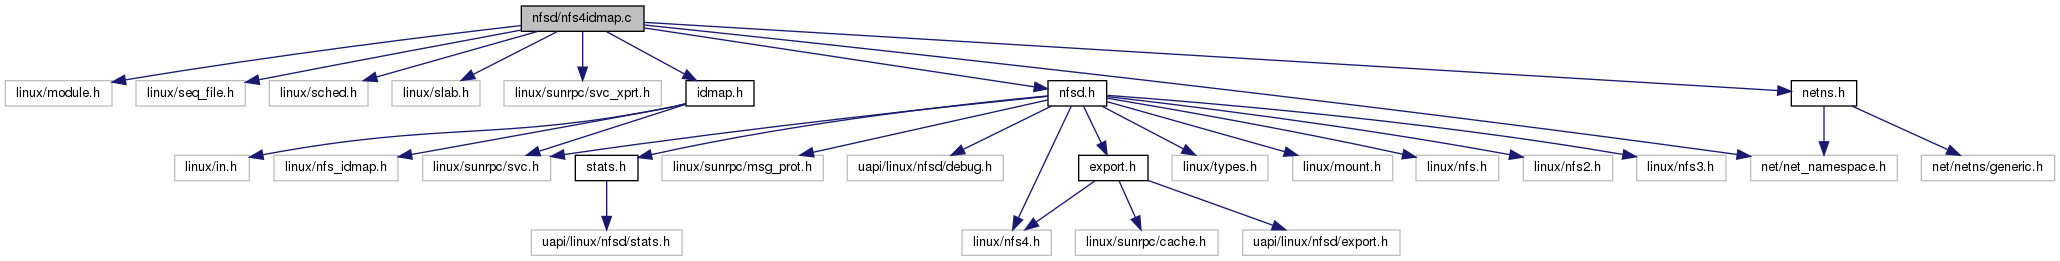 nfsd/nfs4idmap.c
linux/module.h
linux/seq_file.h
linux/sched.h
linux/slab.h
linux/sunrpc/svc_xprt.h
idmap.h
nfsd.h
netns.h
linux/in.h
linux/nfs_idmap.h
linux/sunrpc/svc.h
stats.h
linux/sunrpc/msg_prot.h
uapi/linux/nfsd/debug.h
export.h
linux/types.h
linux/mount.h
linux/nfs.h
linux/nfs2.h
linux/nfs3.h
net/net_namespace.h
net/netns/generic.h
uapi/linux/nfsd/stats.h
linux/nfs4.h
linux/sunrpc/cache.h
uapi/linux/nfsd/export.h